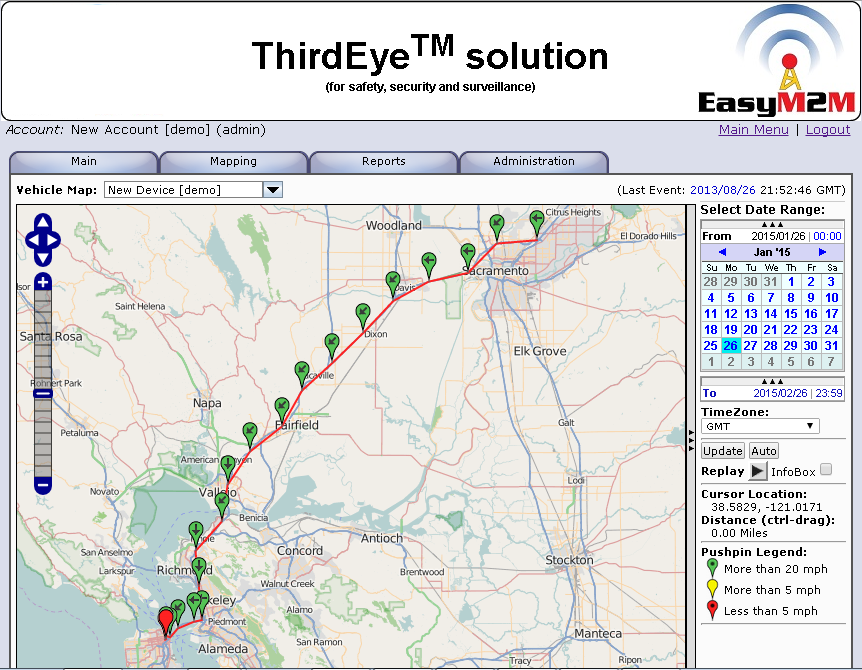 ThirdEye™ solution
(for safety, security and surveillance)
EasyM2M
Account: New Account [demo] (admin)
Main Menu | Logout
Main
Mapping
Reports
Administration
Vehicle Map: New Device [demo]
(Last Event: 2013/08/26 21:52:46 GMT)
Woodland
Citrus Heights
El Dorado Hills
Sacramento
Davis
Saint Helena
Santa Rosa
Dixon
Elk Grove
Vacaville
Rohnert Park
Napa
Fairfield
Galt
Petaluma
American Canyon
Lodi
Novato
Vallejo
Benicia
San Anselmo
Concord
Antioch
Larkspur
Richmond
Brentwood
Stockton
Walnut Creek
keley
Alamo
Piedmont
Manteca
Alameda
San Ramon
Tracy
Ripon
Select Date Range:
From 2015/01/26 | 00:00
Jan '15
Su Mo Tu We Th Fr Sa
28 29 30 31 1 2 3
4 5 6 7 8 9 10
11 12 13 14 15 16 17
18 19 20 21 22 23 24
25 26 27 28 29 30 31
1 2 3 4 5 6 7
To 2015/02/26 | 23:59
TimeZone:
GMT
Update Auto
Replay InfoBox
Cursor Location:
38.5829, -121.0171
Distance (ctrl-drag):
0.00 Miles
Pushpin Legend:
More than 20 mph
More than 5 mph
Less than 5 mph